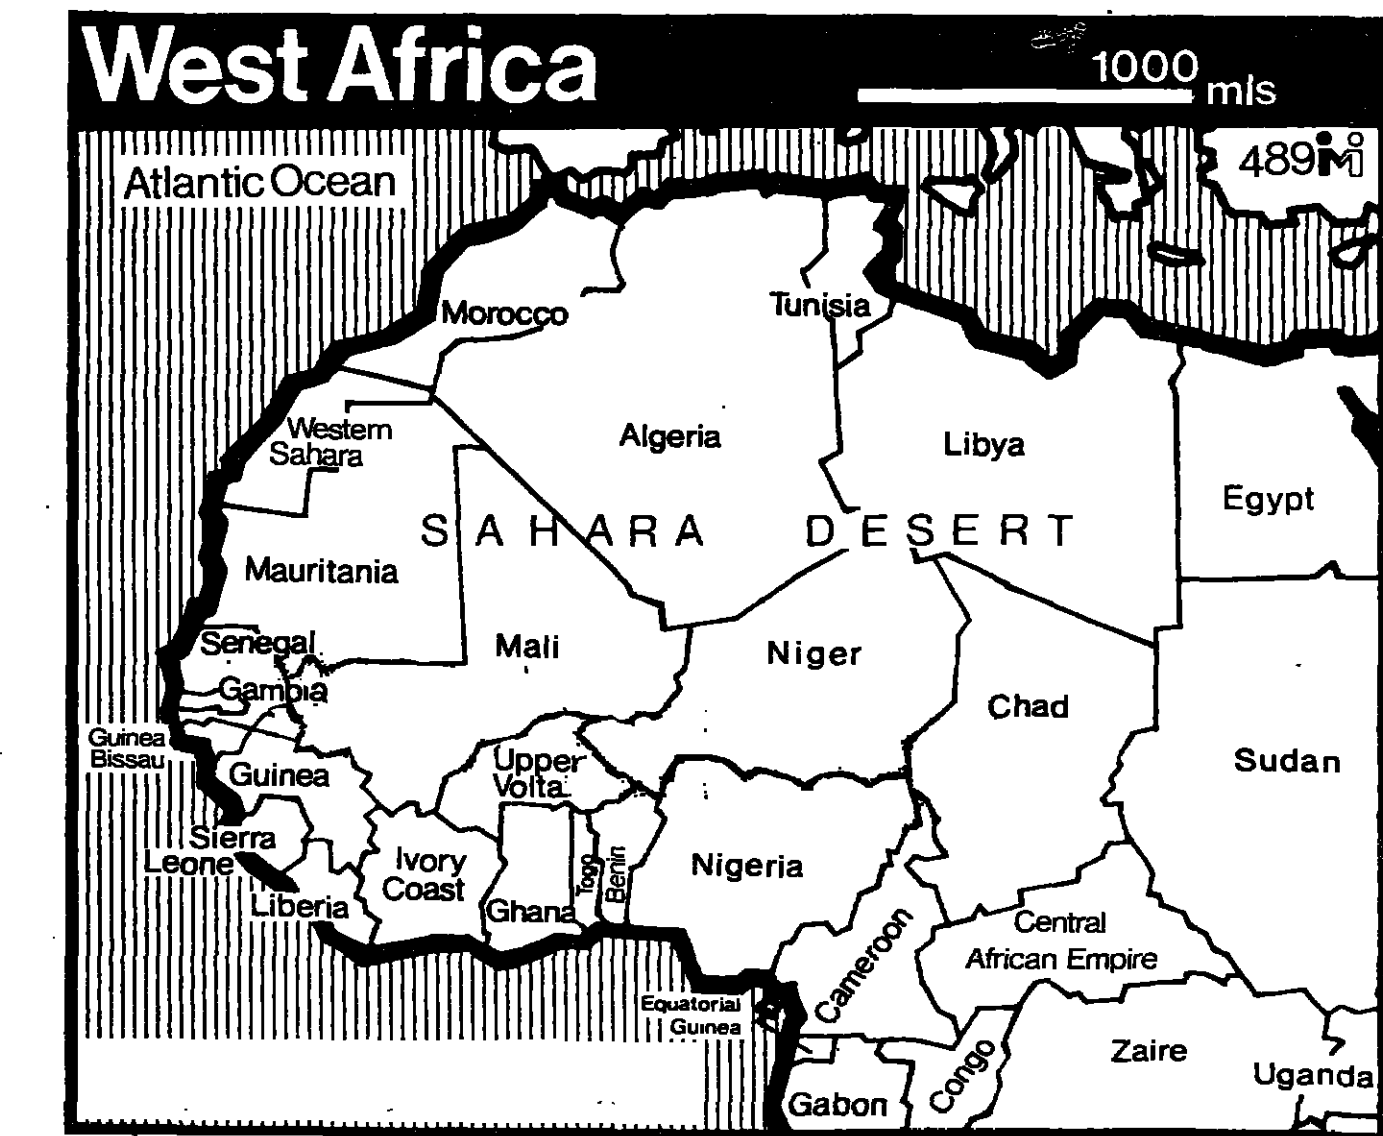 West Africa
1000 mls
489
Atlantic Ocean
Morocco
Tunisia
Western
Sahara
Algeria
Libya
Egypt
SAHARA DESERT
Mauritania
Senegal
Mali
Niger
Gambia
Chad
Guinea
Bissau
Guinea
Upper
Volta
Sudan
Sierra
Leone
Ivory
Coast
Togo
Benin
Nigeria
Liberia
Ghana
Cameroon
Central
African Empire
Equatorial
Guinea
Congo
Zaire
Uganda
Gabon